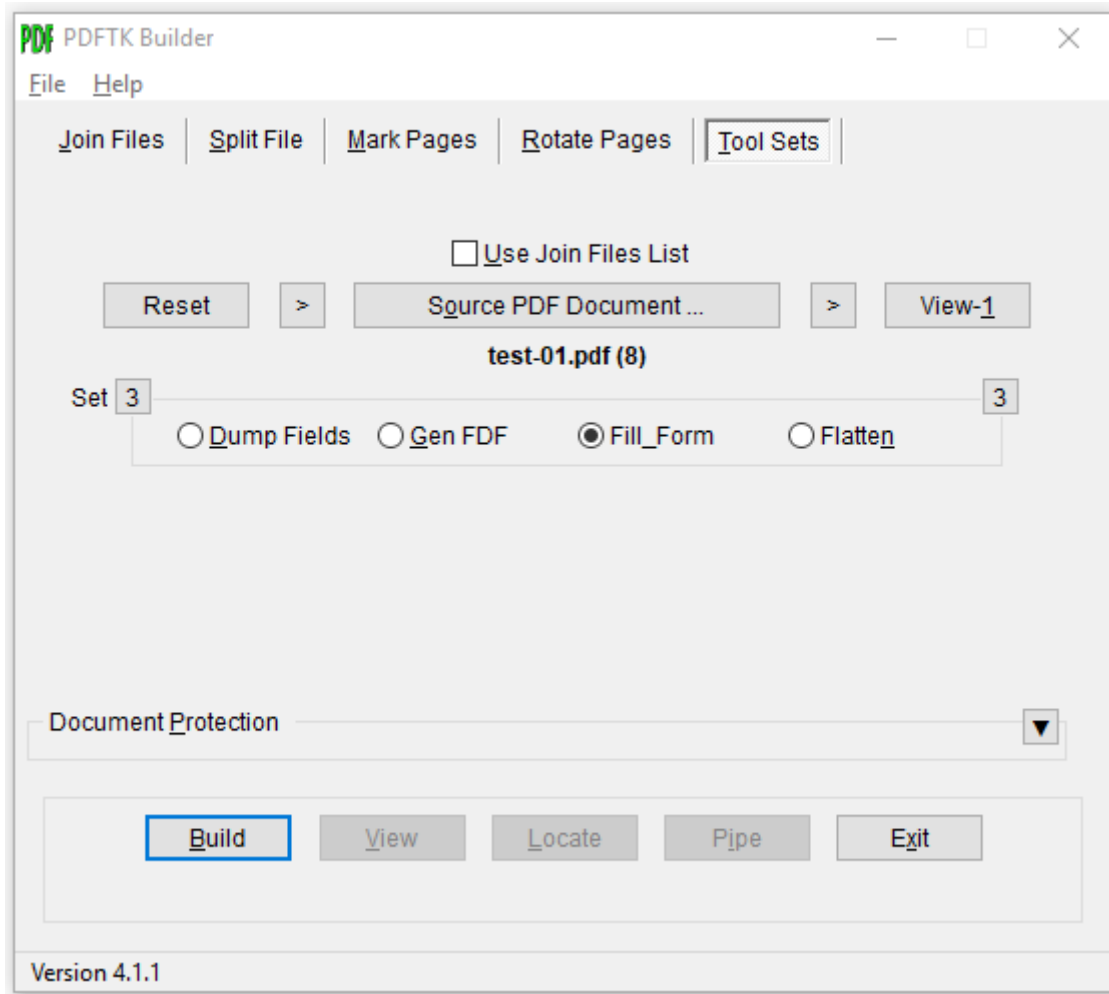 PDF PDFTK Builder
File Help
Join Files Split File Mark Pages Rotate Pages Tool Sets
Use Join Files List
Reset > Source PDF Document ... > View-1
test-01.pdf (8)
Set 3 3
Dump Fields Gen FDF Fill_Form Flatten
Document Protection
Build View Locate Pipe Exit
Version 4.1.1